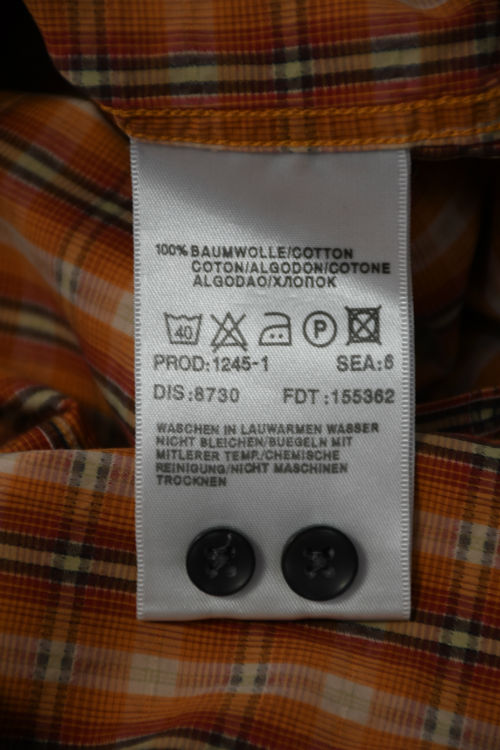 100% BAUMWOLLE/COTTON
COTON/ALGODON/COTONE
ALGODAO/ХЛОПОК
40 P
PROD:1245-1 SEA:6
DIS:8730 FDT:155362
WASCHEN IN LAUWARMEN WASSER
NICHT BLEICHEN/BUEGELN MIT
MITLERER TEMP./CHEMISCHE
REINIGUNG/NICHT MASCHINEN
TROCKNEN